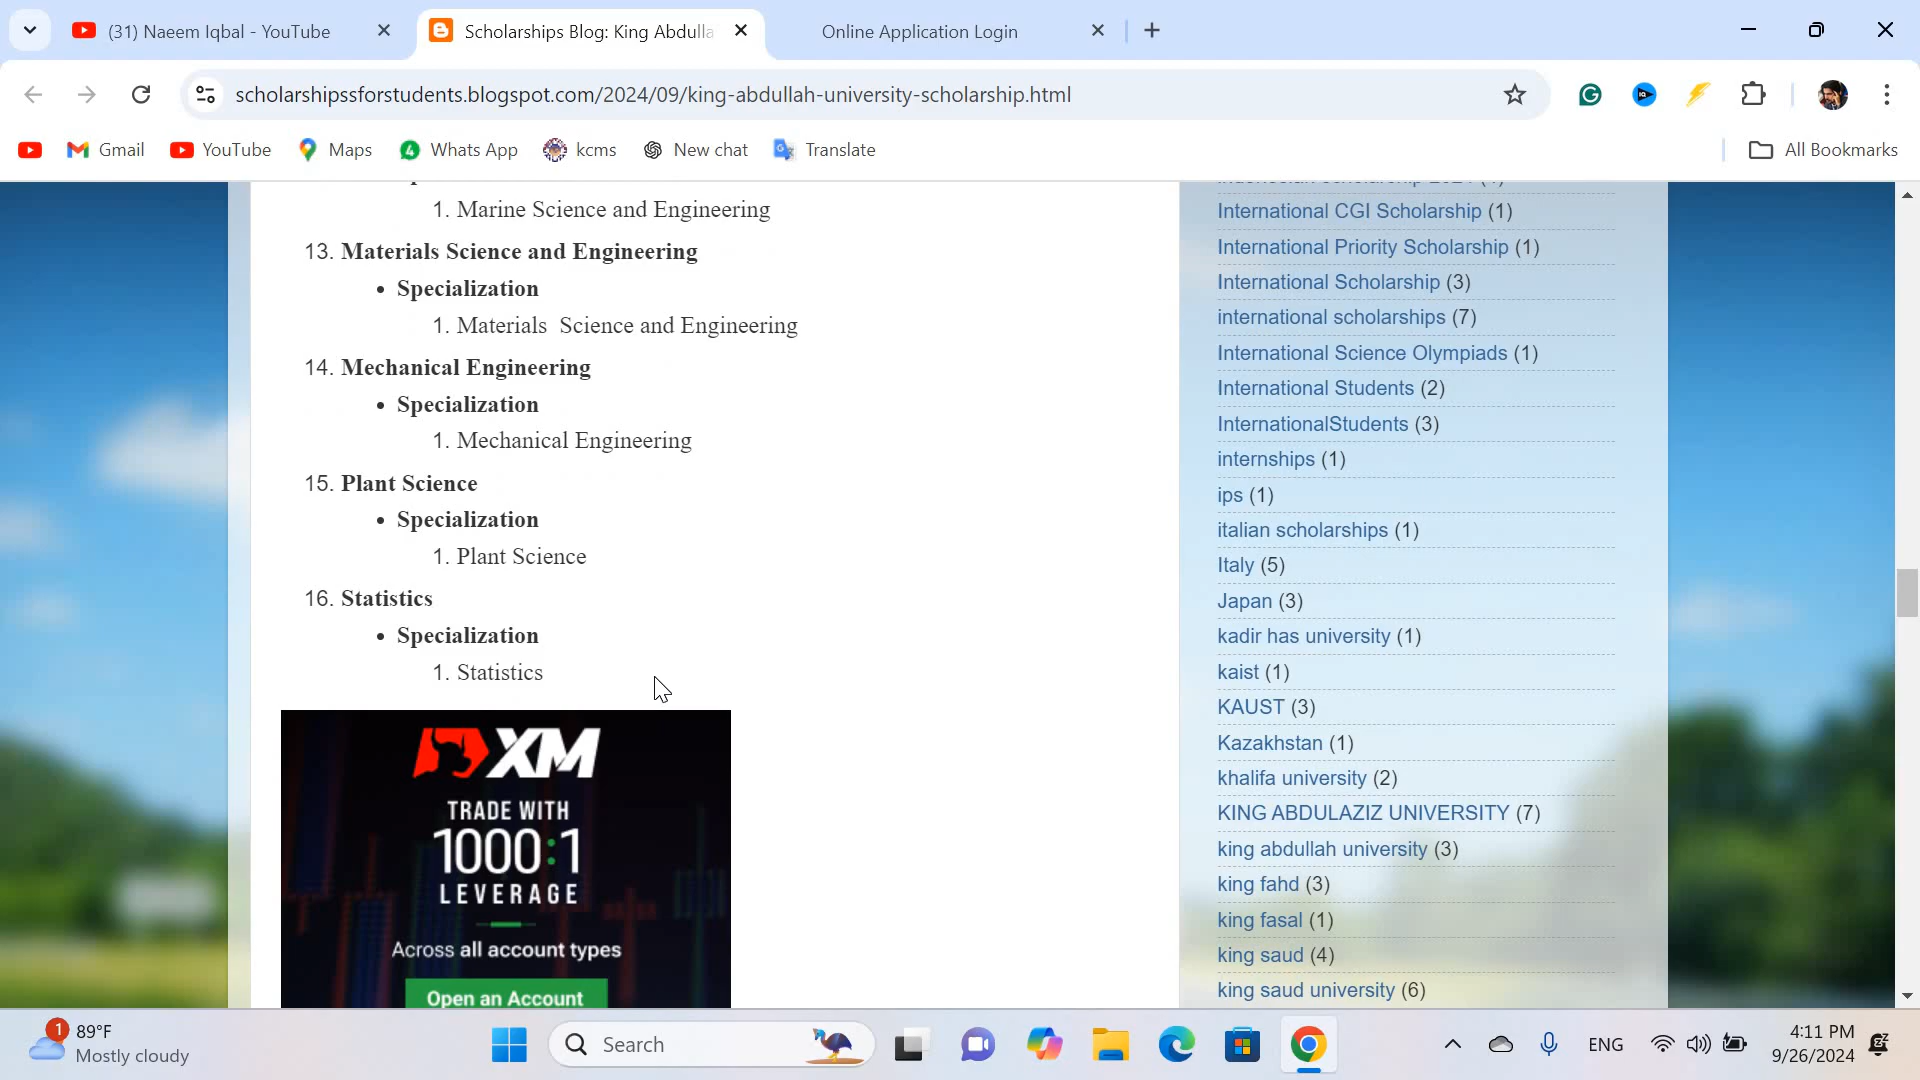 (31) Naeem Iqbal - YouTube
Scholarships Blog: King Abdulla
Online Application Login
scholarshipssforstudents.blogspot.com/2024/09/king-abdullah-university-scholarship.html
Gmail
YouTube
Maps
4
Whats App
kcms
New chat
Translate
All Bookmarks
1. Marine Science and Engineering
13. Materials Science and Engineering
• Specialization
1. Materials  Science and Engineering
14. Mechanical Engineering
• Specialization
1. Mechanical Engineering
15. Plant Science
• Specialization
1. Plant Science
16. Statistics
• Specialization
1. Statistics
XM
TRADE WITH
1000:1
LEVERAGE
Across all account types
Open an Account
International CGI Scholarship (1)
International Priority Scholarship (1)
International Scholarship (3)
international scholarships (7)
International Science Olympiads (1)
International Students (2)
InternationalStudents (3)
internships (1)
ips (1)
italian scholarships (1)
Italy (5)
Japan (3)
kadir has university (1)
kaist (1)
KAUST (3)
Kazakhstan (1)
khalifa university (2)
KING ABDULAZIZ UNIVERSITY (7)
king abdullah university (3)
king fahd (3)
king fasal (1)
king saud (4)
king saud university (6)
1
89°F
Mostly cloudy
Search
ENG
4:11 PM
9/26/2024